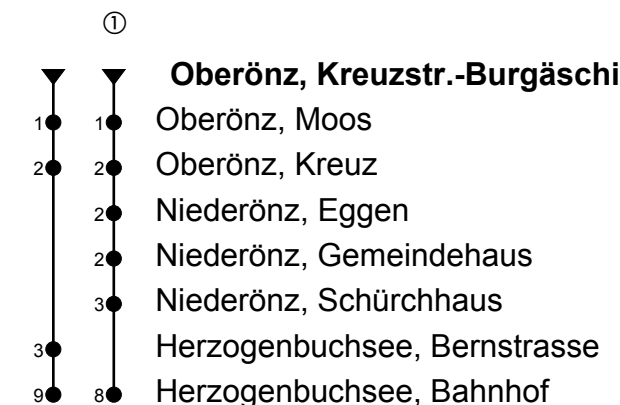 ①
Oberönz, Kreuzstr.-Burgäschi
1 1 Oberönz, Moos
2 2 Oberönz, Kreuz
2 Niederönz, Eggen
2 Niederönz, Gemeindehaus
3 Niederönz, Schürchhaus
3 Herzogenbuchsee, Bernstrasse
9 8 Herzogenbuchsee, Bahnhof